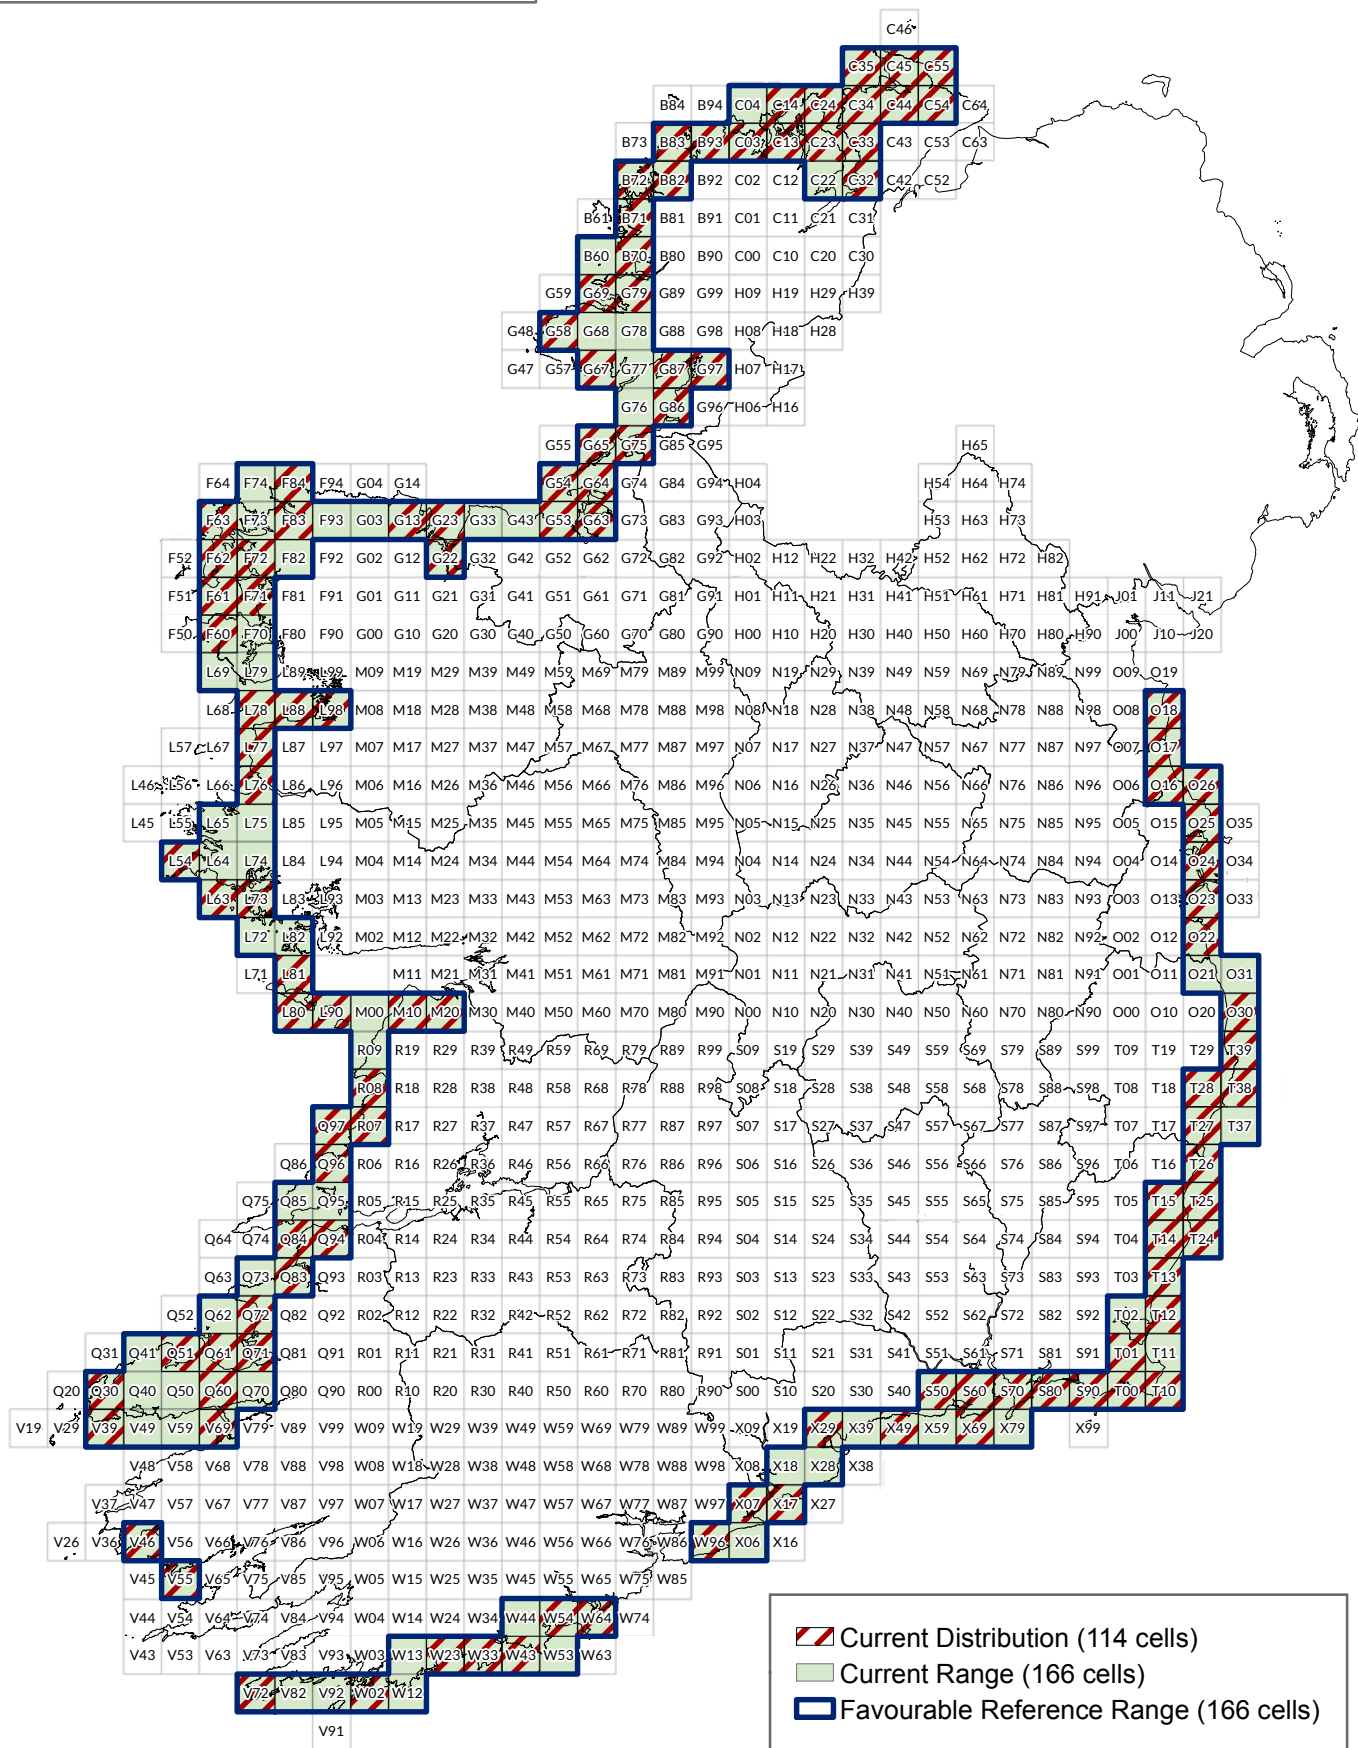 C46
C35 C45 C55
B84 B94 C04 C14 C24 C34 C44 C54 C64
B73 B83 B93 C03 C13 C23 C33 C43 C53 C63
B72 B82 B92 C02 C12 C22 C32 C42 C52
B61 B71 B81 B91 C01 C11 C21 C31
B60 B70 B80 B90 C00 C10 C20 C30
G59 G69 G79 G89 G99 H09 H19 H29 H39
G48 G58 G68 G78 G88 G98 H08 H18 H28
G47 G57 G67 G77 G87 G97 H07 H17
G76 G86 G96 H06 H16
G55 G65 G75 G85 G95 H65
F64 F74 F84 F94 G04 G14 G54 G64 G74 G84 G94 H04 H54 H64 H74
F63 F73 F83 F93 G03 G13 G23 G33 G43 G53 G63 G73 G83 G93 H03 H53 H63 H73
F52 F62 F72 F82 F92 G02 G12 G22 G32 G42 G52 G62 G72 G82 G92 H02 H12 H22 H32 H42 H52 H62 H72 H82
F51 F61 F71 F81 F91 G01 G11 G21 G31 G41 G51 G61 G71 G81 G91 H01 H11 H21 H31 H41 H51 H61 H71 H81 H91 J01 J11 J21
F50 F60 F70 F80 F90 G00 G10 G20 G30 G40 G50 G60 G70 G80 G90 H00 H10 H20 H30 H40 H50 H60 H70 H80 H90 J00 J10 J20
L69 L79 L89 L99 M09 M19 M29 M39 M49 M59 M69 M79 M89 M99 N09 N19 N29 N39 N49 N59 N69 N79 N89 N99 O09 O19
L68 L78 L88 L98 M08 M18 M28 M38 M48 M58 M68 M78 M88 M98 N08 N18 N28 N38 N48 N58 N68 N78 N88 N98 O08 O18
L57 L67 L77 L87 L97 M07 M17 M27 M37 M47 M57 M67 M77 M87 M97 N07 N17 N27 N37 N47 N57 N67 N77 N87 N97 O07 O17
L46 L56 L66 L76 L86 L96 M06 M16 M26 M36 M46 M56 M66 M76 M86 M96 N06 N16 N26 N36 N46 N56 N66 N76 N86 N96 O06 O16 O26
L45 L55 L65 L75 L85 L95 M05 M15 M25 M35 M45 M55 M65 M75 M85 M95 N05 N15 N25 N35 N45 N55 N65 N75 N85 N95 O05 O15 O25 O35
L54 L64 L74 L84 L94 M04 M14 M24 M34 M44 M54 M64 M74 M84 M94 N04 N14 N24 N34 N44 N54 N64 N74 N84 N94 O04 O14 O24 O34
L63 L73 L83 L93 M03 M13 M23 M33 M43 M53 M63 M73 M83 M93 N03 N13 N23 N33 N43 N53 N63 N73 N83 N93 O03 O13 O23 O33
L72 L82 L92 M02 M12 M22 M32 M42 M52 M62 M72 M82 M92 N02 N12 N22 N32 N42 N52 N62 N72 N82 N92 O02 O12 O22
L71 L81 M11 M21 M31 M41 M51 M61 M71 M81 M91 N01 N11 N21 N31 N41 N51 N61 N71 N81 N91 O01 O11 O21 O31
L80 L90 M00 M10 M20 M30 M40 M50 M60 M70 M80 M90 N00 N10 N20 N30 N40 N50 N60 N70 N80 N90 O00 O10 O20 O30
R09 R19 R29 R39 R49 R59 R69 R79 R89 R99 S09 S19 S29 S39 S49 S59 S69 S79 S89 S99 T09 T19 T29 T39
R08 R18 R28 R38 R48 R58 R68 R78 R88 R98 S08 S18 S28 S38 S48 S58 S68 S78 S88 S98 T08 T18 T28 T38
Q97 R07 R17 R27 R37 R47 R57 R67 R77 R87 R97 S07 S17 S27 S37 S47 S57 S67 S77 S87 S97 T07 T17 T27 T37
Q86 Q96 R06 R16 R26 R36 R46 R56 R66 R76 R86 R96 S06 S16 S26 S36 S46 S56 S66 S76 S86 S96 T06 T16 T26
Q75 Q85 Q95 R05 R15 R25 R35 R45 R55 R65 R75 R85 R95 S05 S15 S25 S35 S45 S55 S65 S75 S85 S95 T05 T15 T25
Q64 Q74 Q84 Q94 R04 R14 R24 R34 R44 R54 R64 R74 R84 R94 S04 S14 S24 S34 S44 S54 S64 S74 S84 S94 T04 T14 T24
Q63 Q73 Q83 Q93 R03 R13 R23 R33 R43 R53 R63 R73 R83 R93 S03 S13 S23 S33 S43 S53 S63 S73 S83 S93 T03 T13
Q52 Q62 Q72 Q82 Q92 R02 R12 R22 R32 R42 R52 R62 R72 R82 R92 S02 S12 S22 S32 S42 S52 S62 S72 S82 S92 T02 T12
Q31 Q41 Q51 Q61 Q71 Q81 Q91 R01 R11 R21 R31 R41 R51 R61 R71 R81 R91 S01 S11 S21 S31 S41 S51 S61 S71 S81 S91 T01 T11
Q20 Q30 Q40 Q50 Q60 Q70 Q80 Q90 R00 R10 R20 R30 R40 R50 R60 R70 R80 R90 S00 S10 S20 S30 S40 S50 S60 S70 S80 S90 T00 T10
V19 V29 V39 V49 V59 V69 V79 V89 V99 W09 W19 W29 W39 W49 W59 W69 W79 W89 W99 X09 X19 X29 X39 X49 X59 X69 X79 X99
V48 V58 V68 V78 V88 V98 W08 W18 W28 W38 W48 W58 W68 W78 W88 W98 X08 X18 X28 X38
V37 V47 V57 V67 V77 V87 V97 W07 W17 W27 W37 W47 W57 W67 W77 W87 W97 X07 X17 X27
V26 V36 V46 V56 V66 V76 V86 V96 W06 W16 W26 W36 W46 W56 W66 W76 W86 W96 X06 X16
V45 V55 V65 V75 V85 V95 W05 W15 W25 W35 W45 W55 W65 W75 W85
V44 V54 V64 V74 V84 V94 W04 W14 W24 W34 W44 W54 W64 W74
V43 V53 V63 V73 V83 V93 W03 W13 W23 W33 W43 W53 W63
V72 V82 V92 W02 W12
V91
Current Distribution (114 cells)
Current Range (166 cells)
Favourable Reference Range (166 cells)